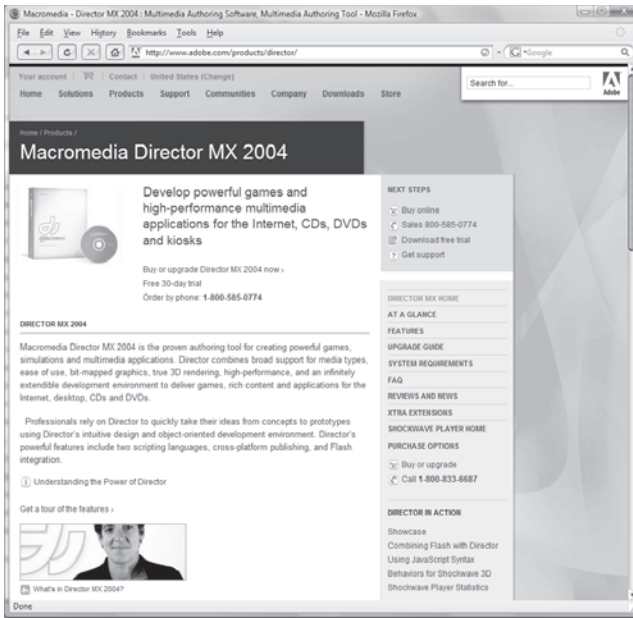 Macromedia - Director MX 2004 : Multimedia Authoring Software, Multimedia Authoring Tool - Mozilla Firefox
File Edit View History Bookmarks Tools Help
http://www.adobe.com/products/director/
Google
Your account | Contact | United States (Change)
Home Solutions Products Support Communities Company Downloads Store
Search for...
Adobe
Home / Products /
Macromedia Director MX 2004
Develop powerful games and
high-performance multimedia
applications for the Internet, CDs, DVDs
and kiosks
Buy or upgrade Director MX 2004 now ›
Free 30-day trial
Order by phone: 1-800-585-0774
DIRECTOR MX 2004
Macromedia Director MX 2004 is the proven authoring tool for creating powerful games,
simulations and multimedia applications. Director combines broad support for media types,
ease of use, bit-mapped graphics, true 3D rendering, high-performance, and an infinitely
extendible development environment to deliver games, rich content and applications for the
Internet, desktop, CDs and DVDs.
Professionals rely on Director to quickly take their ideas from concepts to prototypes
using Director's intuitive design and object-oriented development environment. Director's
powerful features include two scripting languages, cross-platform publishing, and Flash
integration.
Understanding the Power of Director
Get a tour of the features ›
What's in Director MX 2004?
NEXT STEPS
Buy online
Sales 800-585-0774
Download free trial
Get support
DIRECTOR MX HOME
AT A GLANCE
FEATURES
UPGRADE GUIDE
SYSTEM REQUIREMENTS
FAQ
REVIEWS AND NEWS
XTRA EXTENSIONS
SHOCKWAVE PLAYER HOME
PURCHASE OPTIONS
Buy or upgrade
Call 1-800-833-6687
DIRECTOR IN ACTION
Showcase
Combining Flash with Director
Using JavaScript Syntax
Behaviors for Shockwave 3D
Shockwave Player Statistics
Done